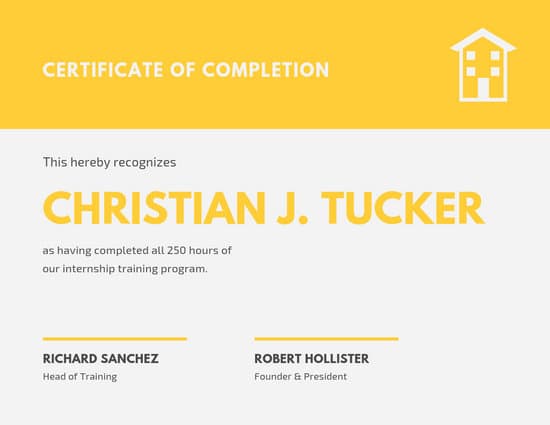 CERTIFICATE OF COMPLETION
This hereby recognizes
CHRISTIAN J. TUCKER
as having completed all 250 hours of
our internship training program.
RICHARD SANCHEZ
Head of Training
ROBERT HOLLISTER
Founder & President